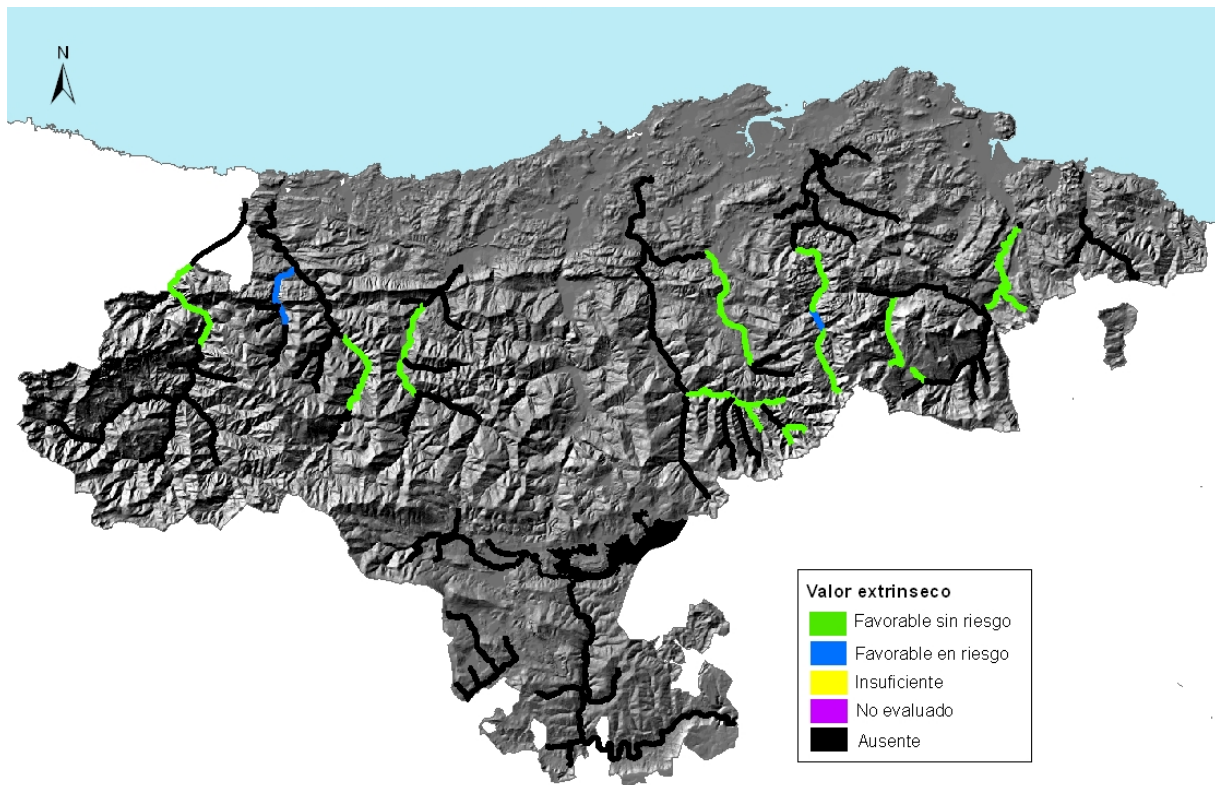 N
Valor extrinseco
Favorable sin riesgo
Favorable en riesgo
Insuficiente
No evaluado
Ausente